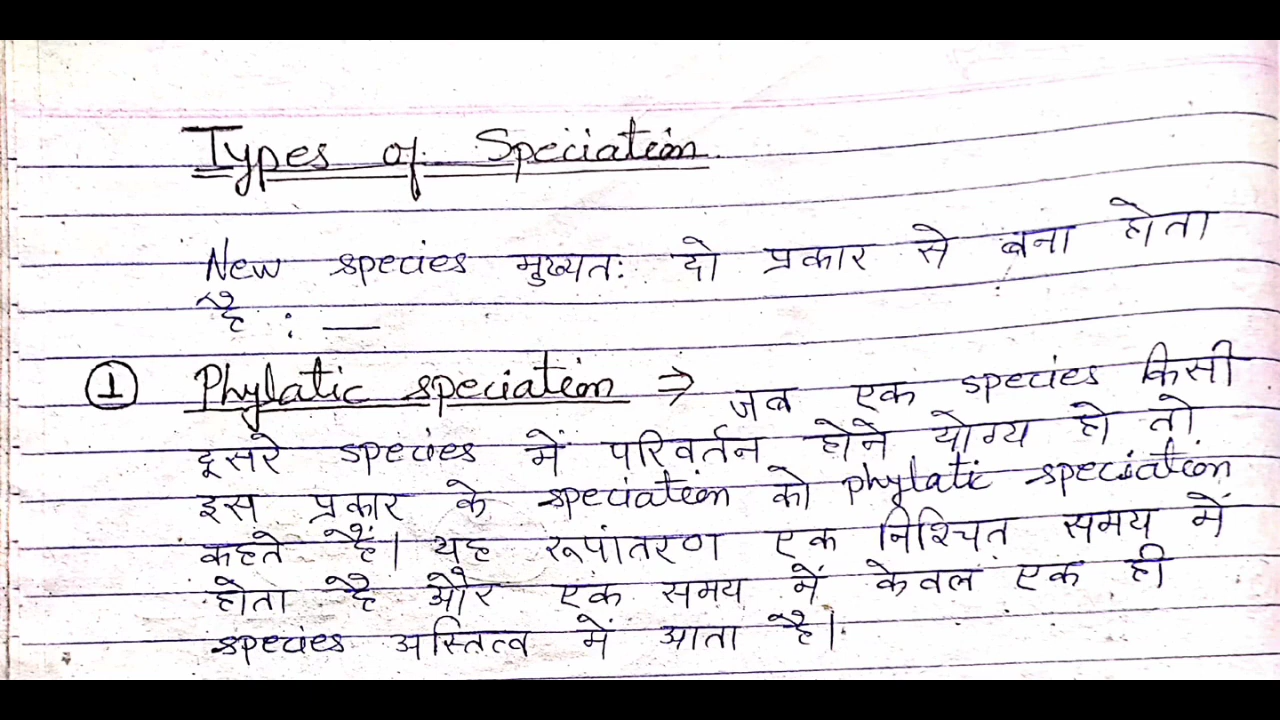 Types of Speciation
New species मुख्यतः दो प्रकार से बना होता
है : —
① Phylatic speciation ⇒ जब एक species किसी
दूसरे species में परिवर्तन होने योग्य हो तो
इस प्रकार के speciation को phylatic speciation
कहते हैं। यह रूपांतरण एक निश्चित समय में
होता है और एक समय में केवल एक ही
species अस्तित्व में आता है।